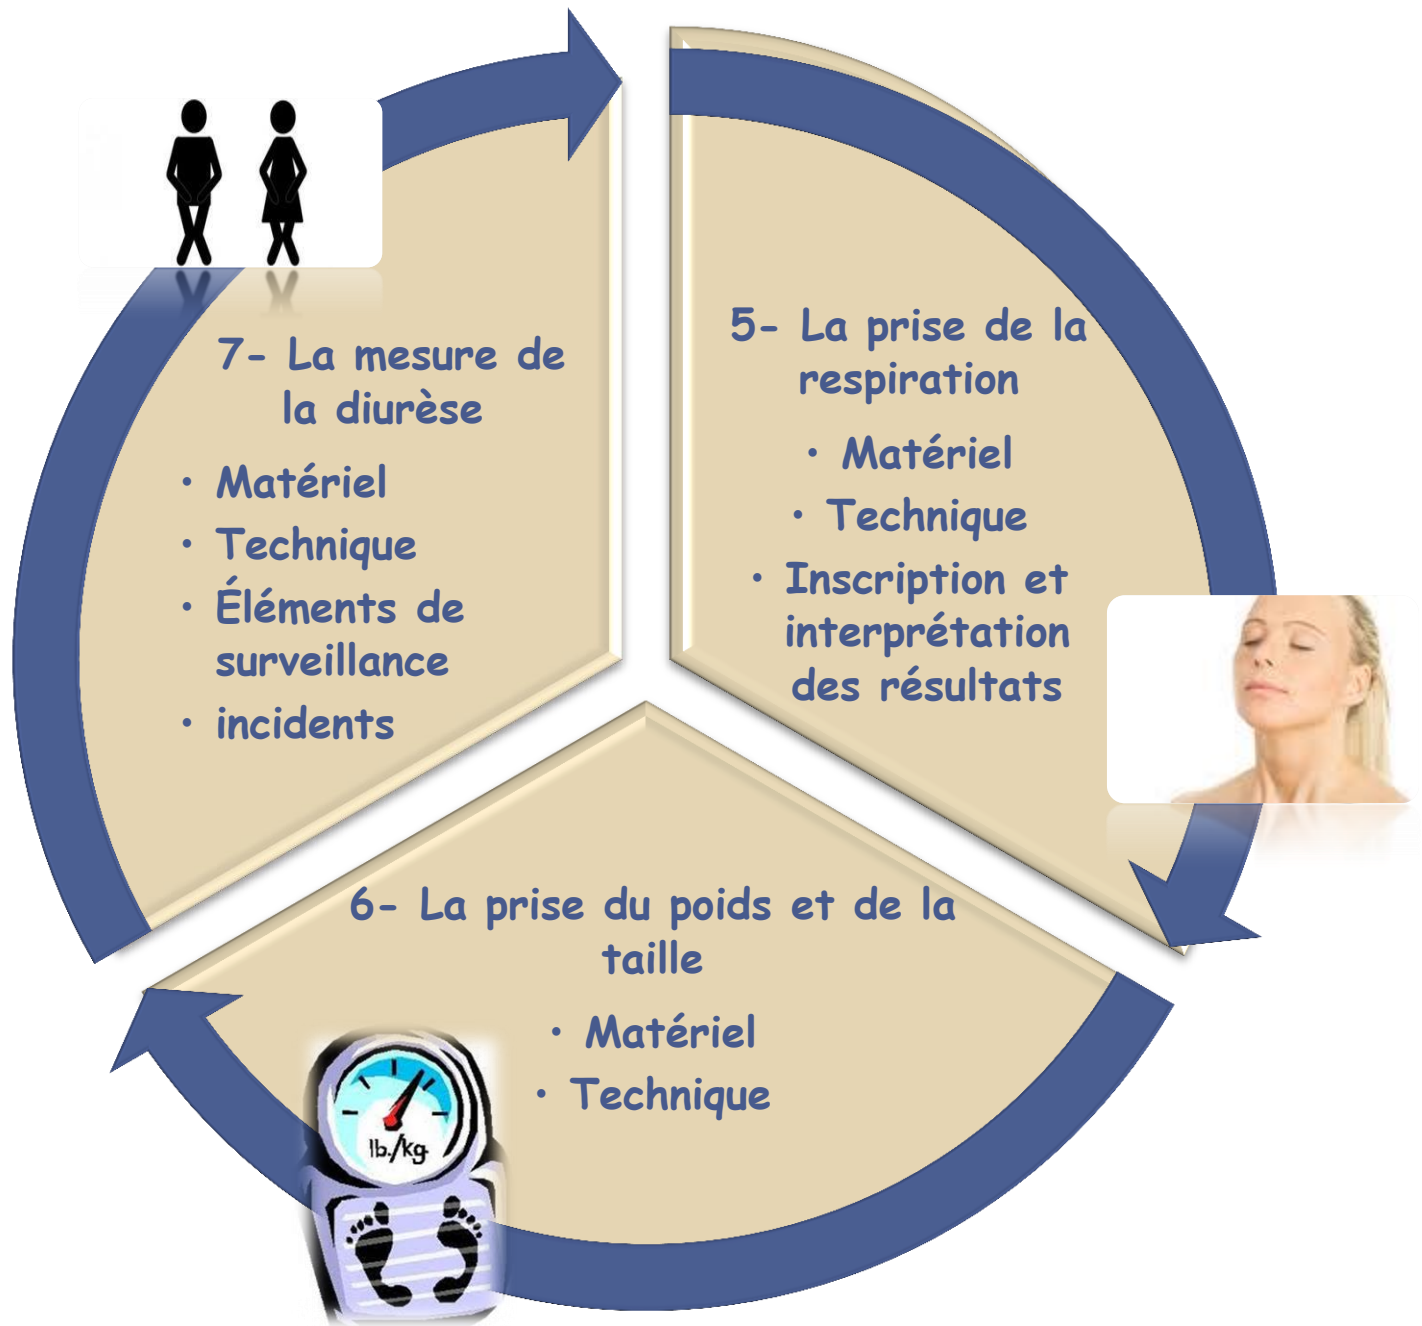 5- La prise de la
respiration
• Matériel
• Technique
• Inscription et
interprétation
des résultats
6- La prise du poids et de la
taille
• Matériel
• Technique
lb./kg
7- La mesure de
la diurèse
• Matériel
• Technique
• Éléments de
surveillance
• incidents